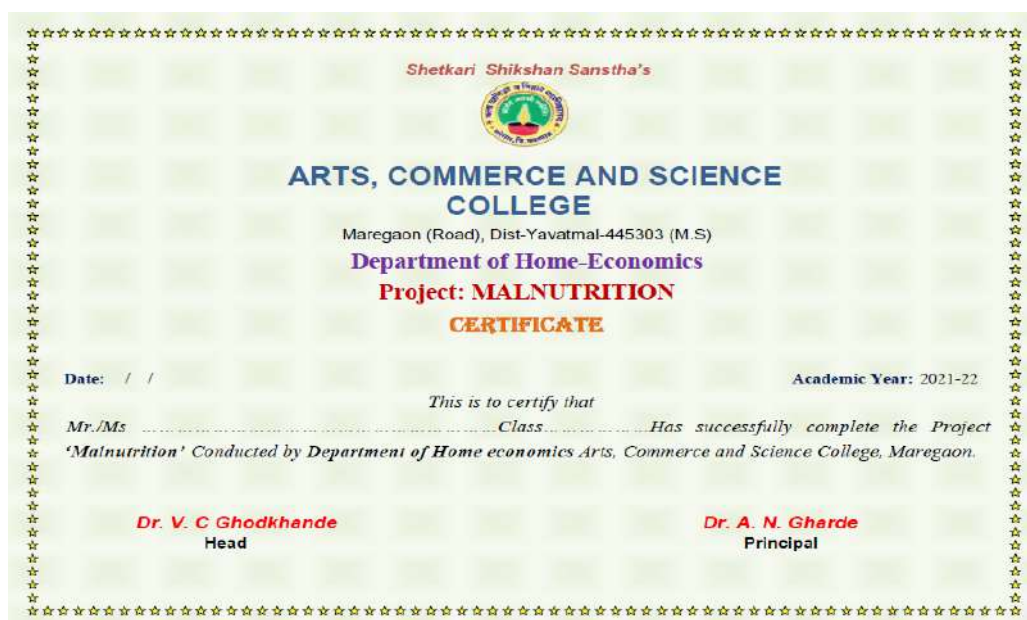 Shetkari Shikshan Sanstha's
ARTS, COMMERCE AND SCIENCE
COLLEGE
Maregaon (Road), Dist-Yavatmal-445303 (M.S)
Department of Home-Economics
Project: MALNUTRITION
CERTIFICATE
Date: / / Academic Year: 2021-22
This is to certify that
Mr./Ms ................................................................Class..................Has successfully complete the Project
‘Malnutrition’ Conducted by Department of Home economics Arts, Commerce and Science College, Maregaon.
Dr. V. C Ghodkhande Dr. A. N. Gharde
Head Principal